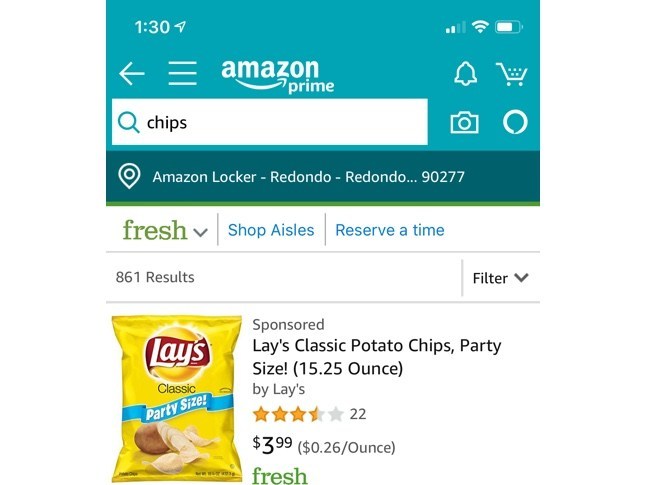 1:30
amazon
prime
chips
Amazon Locker - Redondo - Redondo... 90277
fresh Shop Aisles Reserve a time
861 Results Filter
Sponsored
Lay's Classic Potato Chips, Party
Size! (15.25 Ounce)
by Lay's
22
$399 ($0.26/Ounce)
fresh
Lay's
Classic
Party Size!